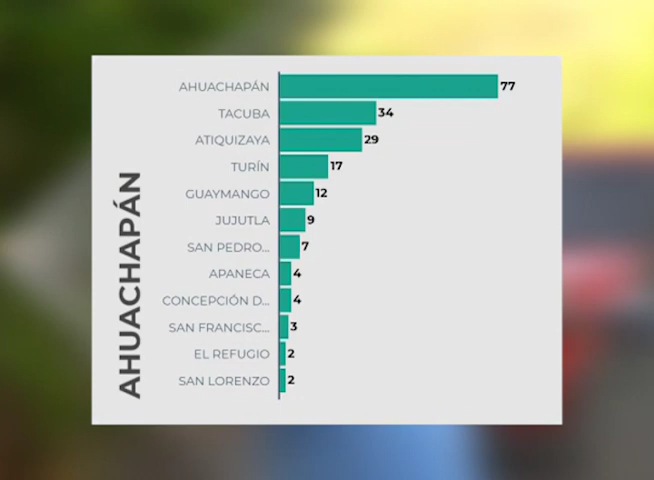 AHUACHAPÁN
AHUACHAPÁN 77
TACUBA 34
ATIQUIZAYA 29
TURÍN 17
GUAYMANGO 12
JUJUTLA 9
SAN PEDRO... 7
APANECA 4
CONCEPCIÓN D... 4
SAN FRANCISC... 3
EL REFUGIO 2
SAN LORENZO 2